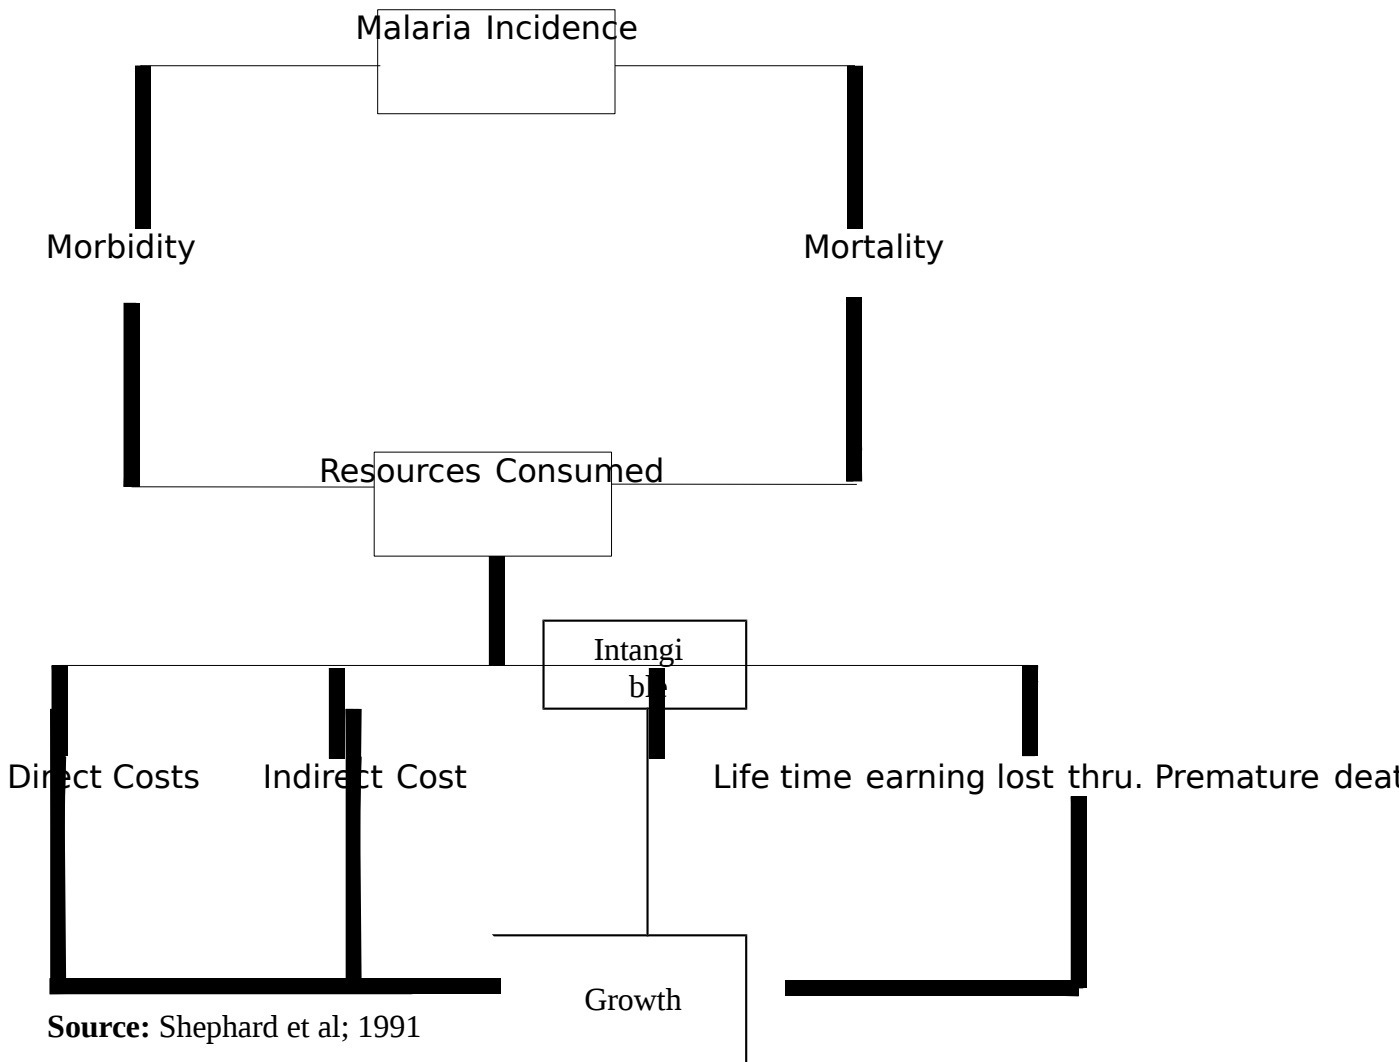 Malaria Incidence
Morbidity
Mortality
Resources Consumed
Intangi
ble
Direct Costs
Indirect Cost
Life time earning lost thru. Premature deat
Growth
Source: Shephard et al; 1991